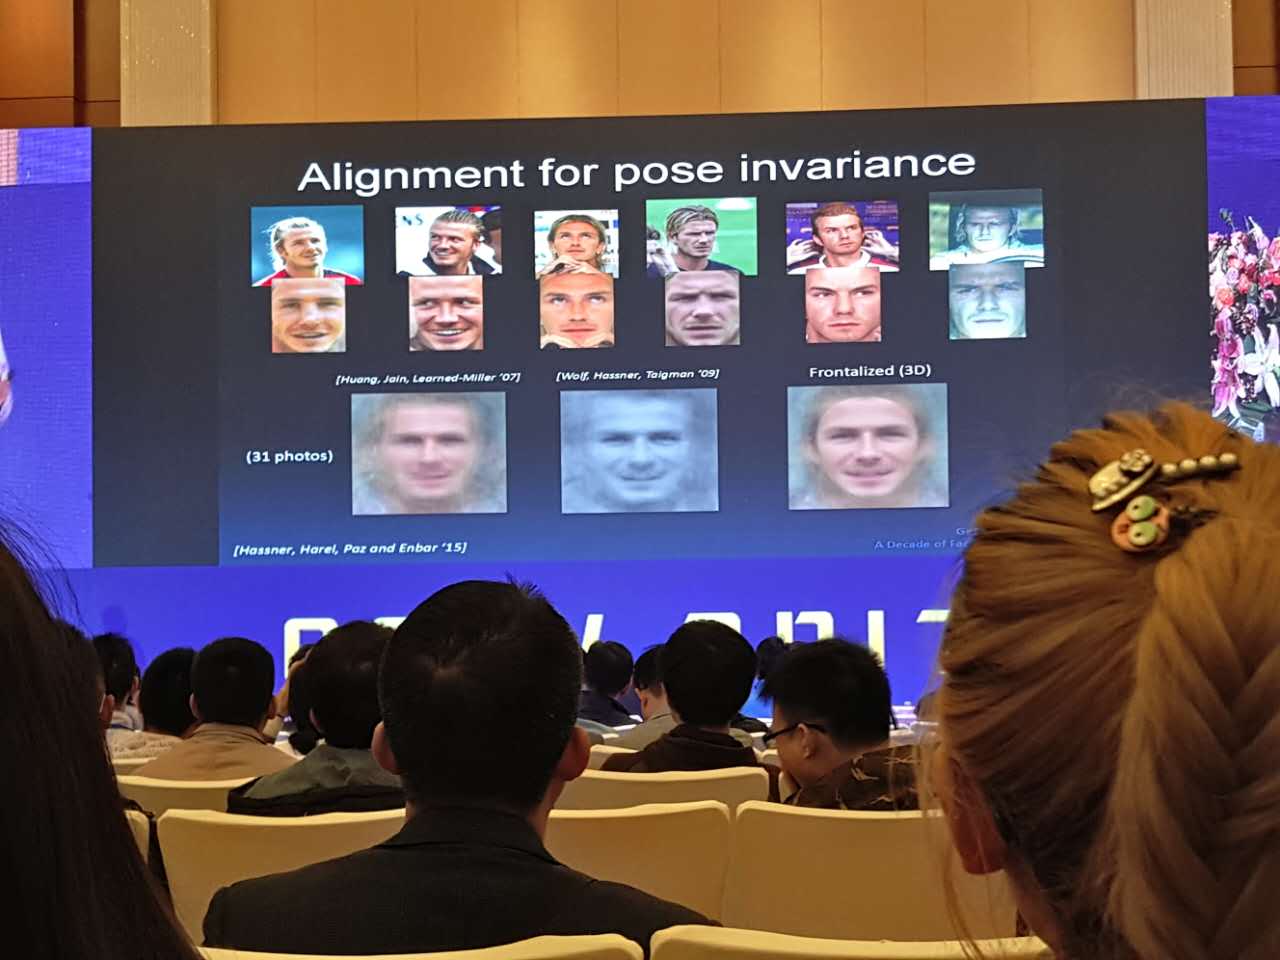 Alignment for pose invariance
[Huang, Jain, Learned-Miller '07]
[Wolf, Hassner, Taigman '09]
Frontalized (3D)
(31 photos)
[Hassner, Harel, Paz and Enbar '15]
A Decade of